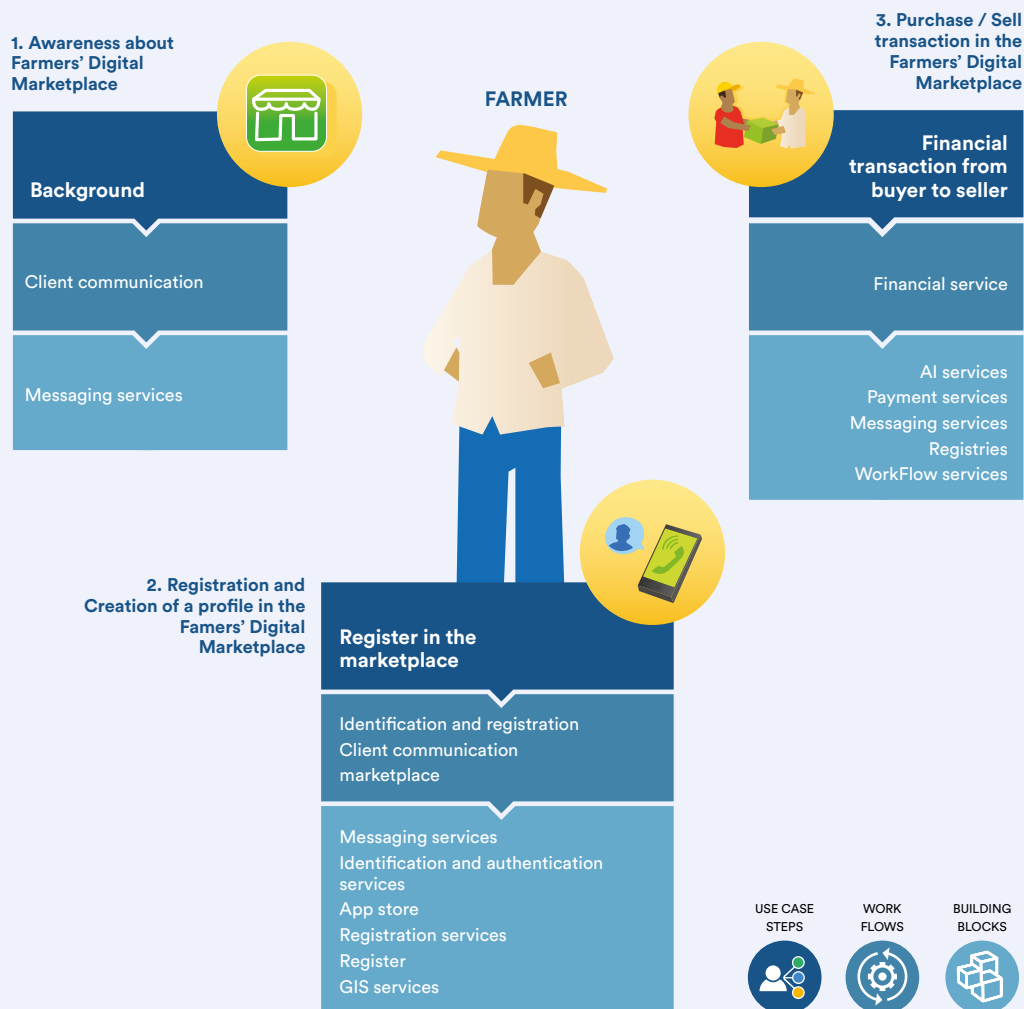 1. Awareness about
Farmers' Digital
Marketplace
Background
Client communication
Messaging services
FARMER
3. Purchase / Sell
transaction in the
Farmers' Digital
Marketplace
Financial
transaction from
buyer to seller
Financial service
AI services
Payment services
Messaging services
Registries
WorkFlow services
2. Registration and
Creation of a profile in the
Famers' Digital
Marketplace
Register in the
marketplace
Identification and registration
Client communication
marketplace
Messaging services
Identification and authentication
services
App store
Registration services
Register
GIS services
USE CASE
STEPS
WORK
FLOWS
BUILDING
BLOCKS